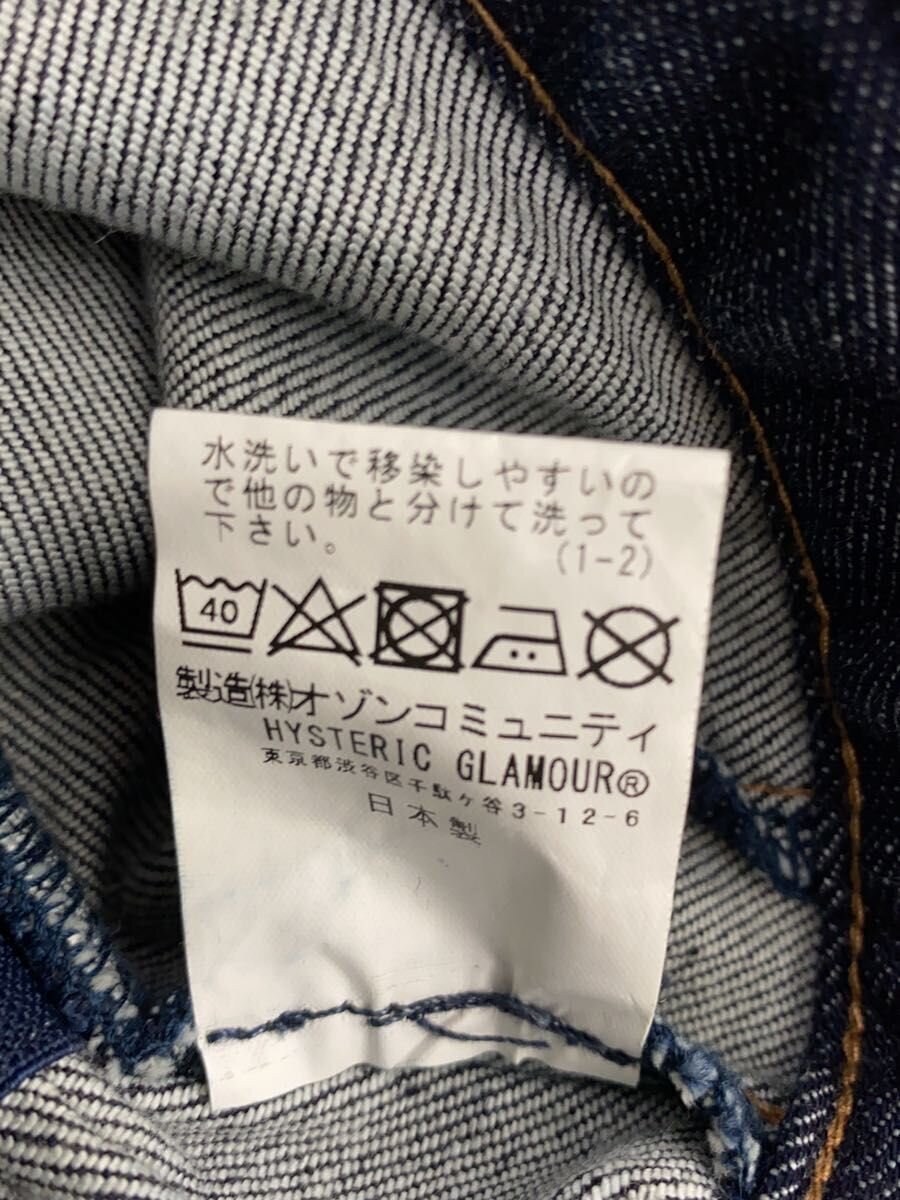 水洗いで移染しやすいの
で他の物と分けて洗って
下さい。
(1-2)
40
製造(株)オゾンコミュニティ
HYSTERIC GLAMOUR®
東京都渋谷区千駄ヶ谷3-12-6
日本製